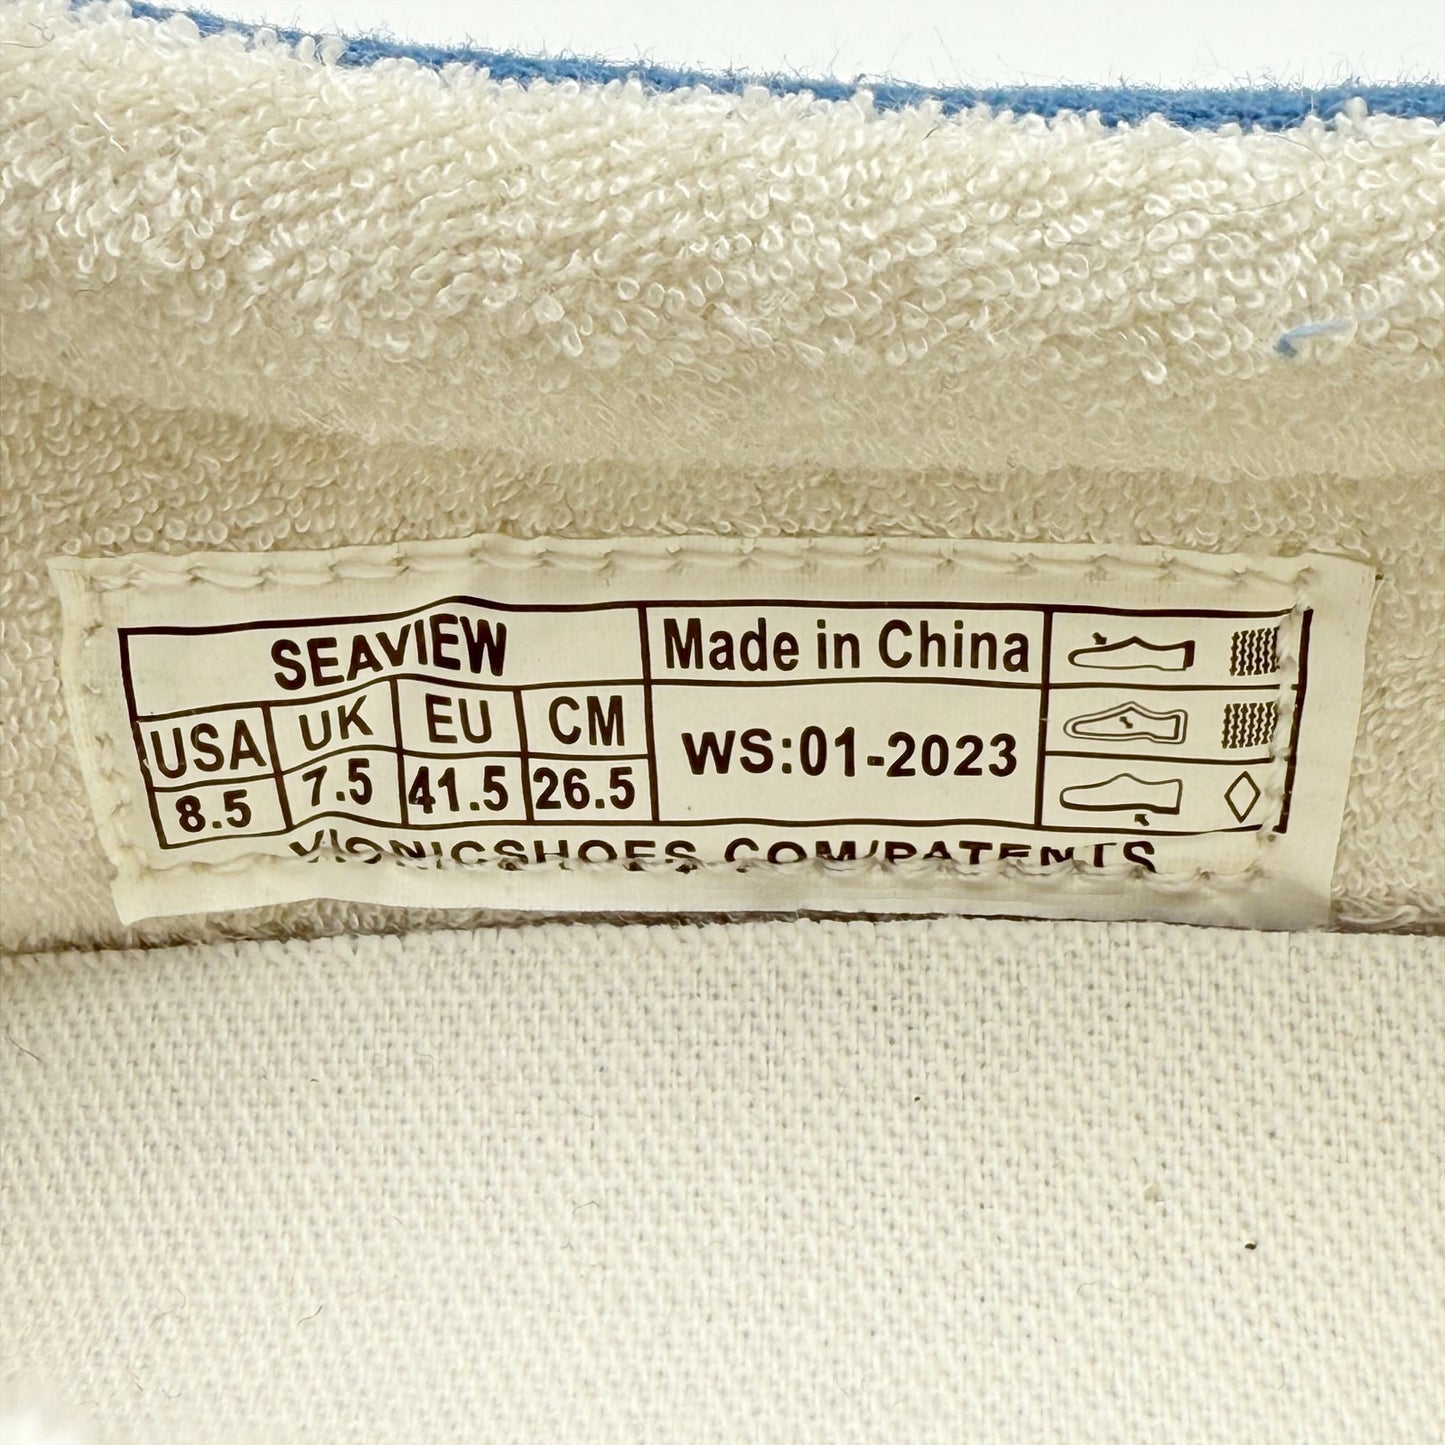 SEAVIEW
Made in China
USA UK EU CM
8.5 7.5 41.5 26.5
WS:01-2023
VIONICSHOES.COM/PATENTS